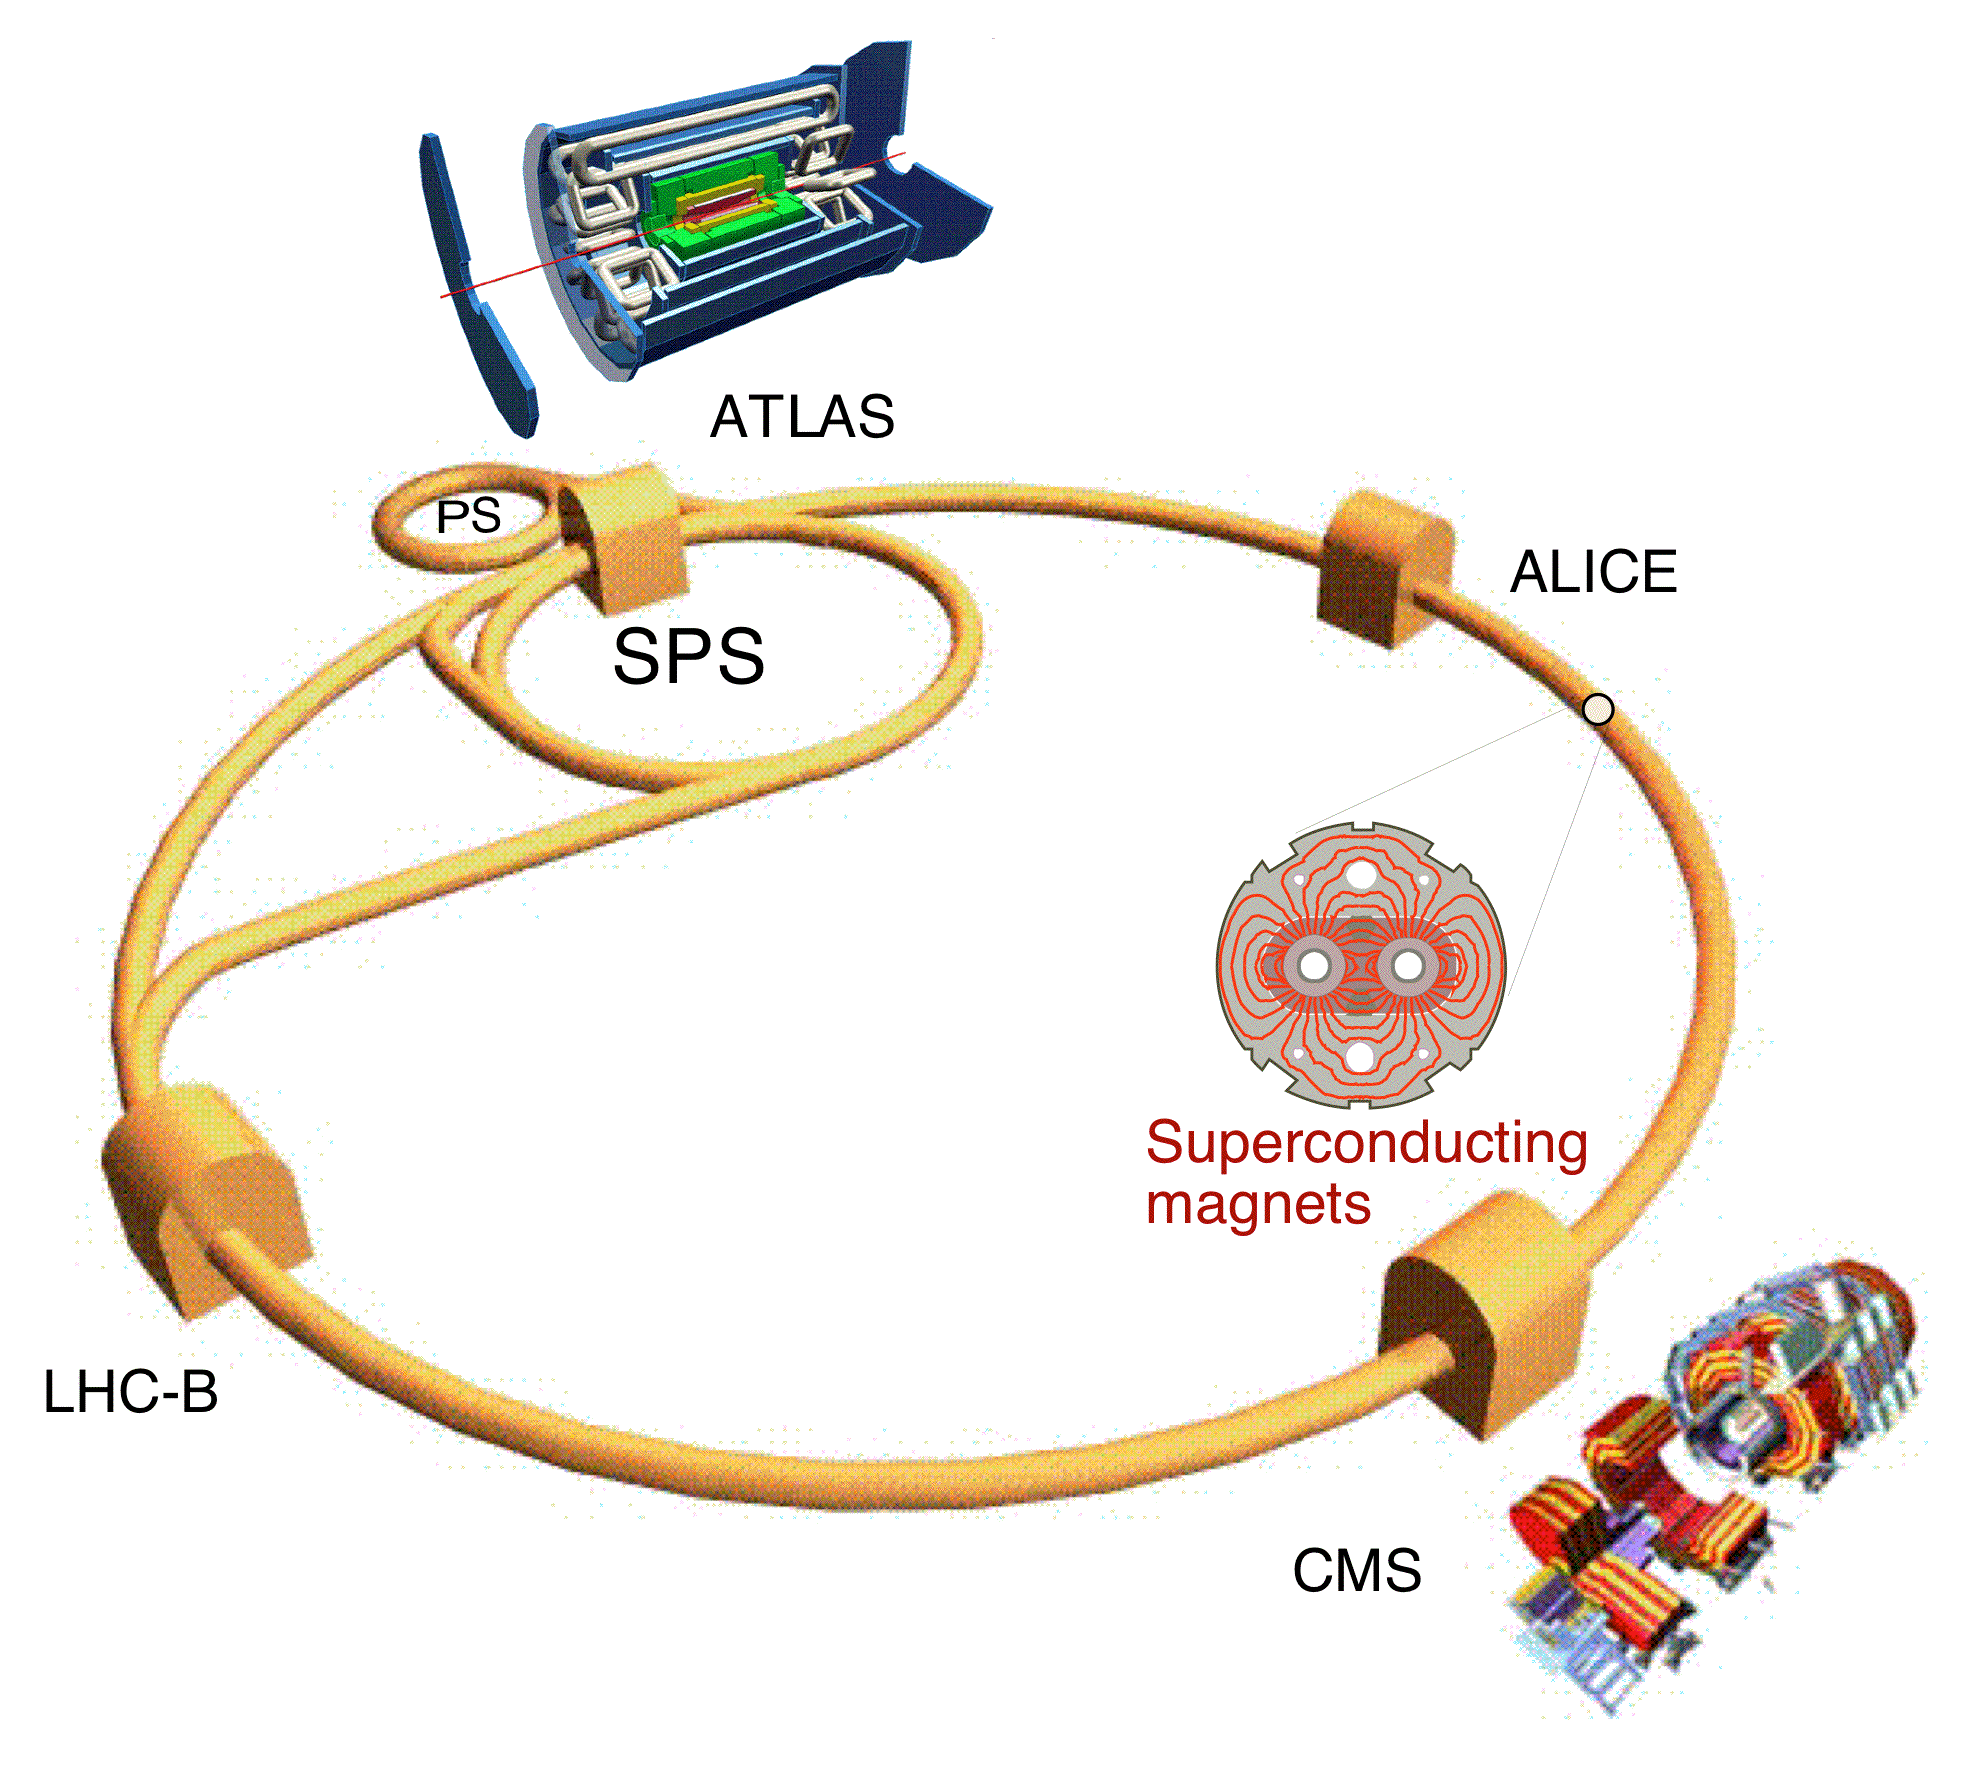 ATLAS
PS
ALICE
SPS
Superconducting
magnets
LHC-B
CMS